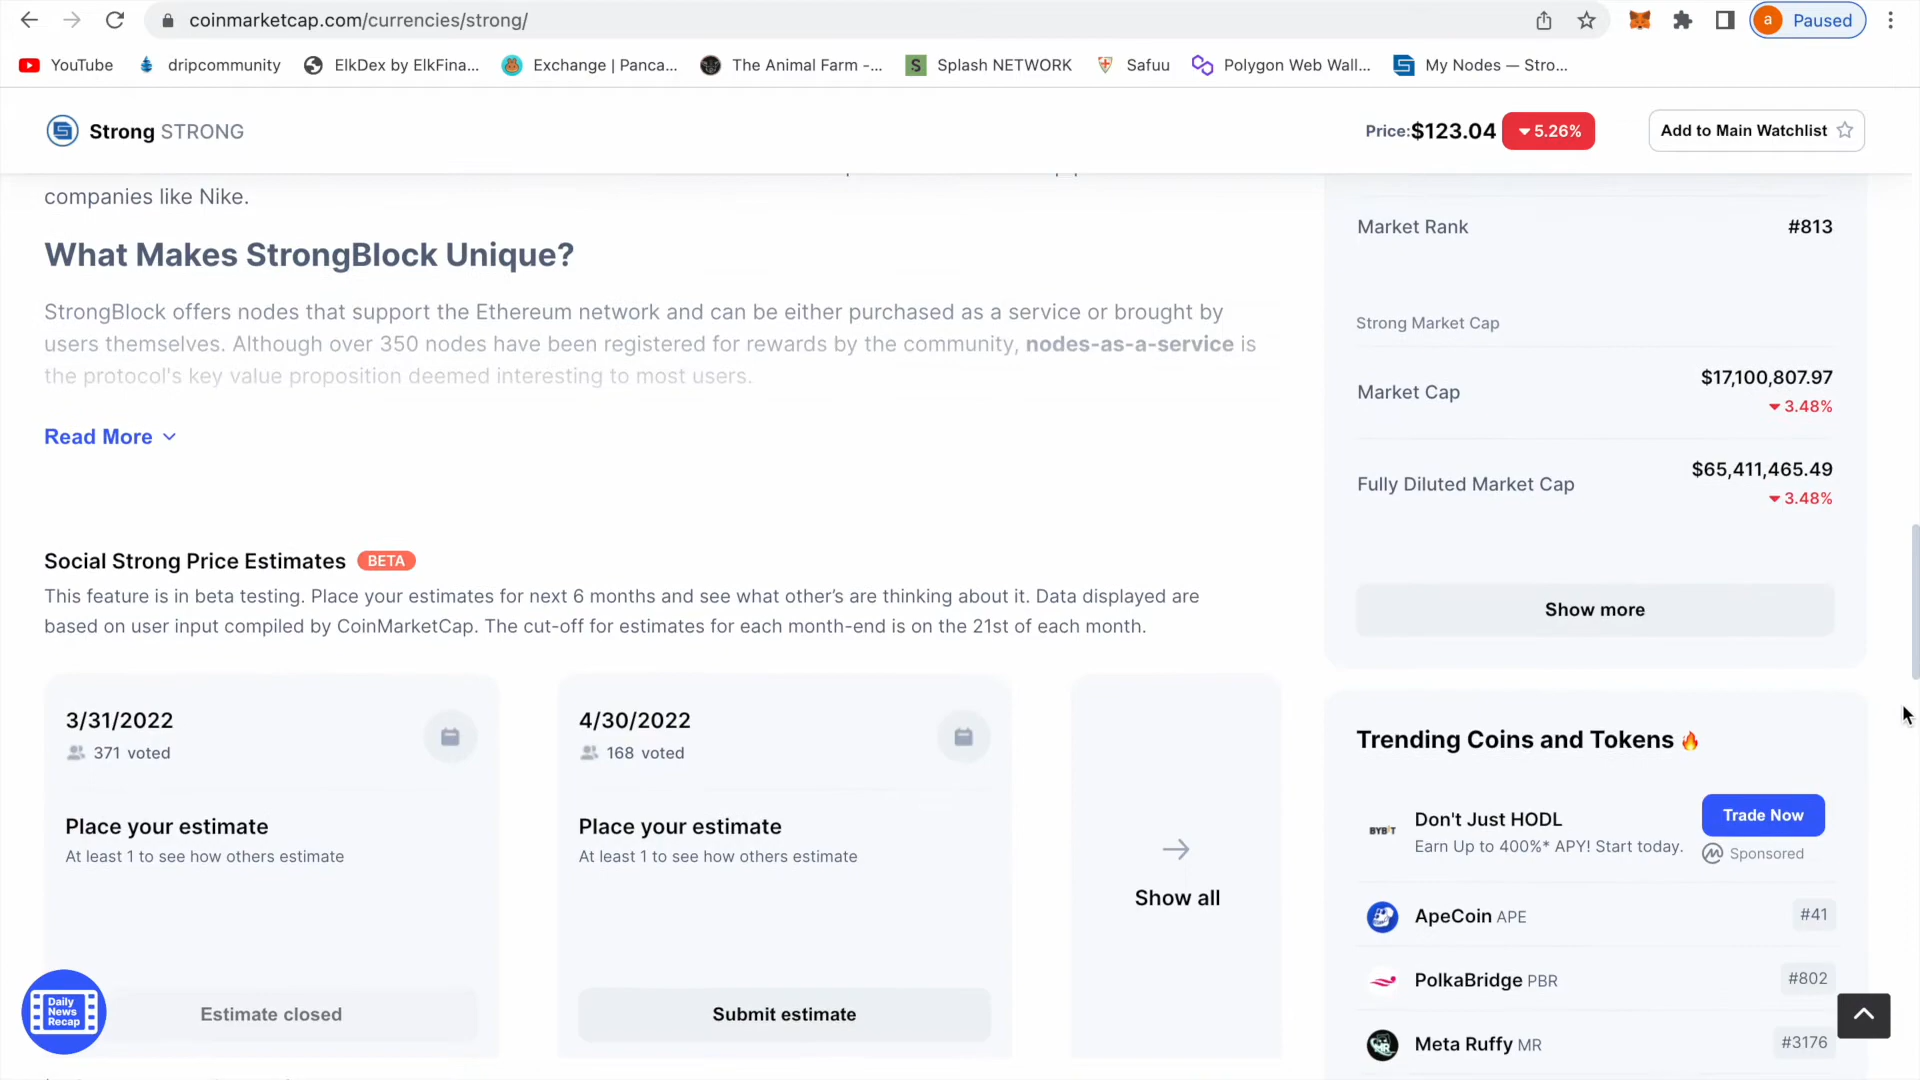 coinmarketcap.com/currencies/strong/
a Paused
YouTube dripcommunity ElkDex by ElkFina... Exchange | Panca... The Animal Farm -... S Splash NETWORK Safuu Polygon Web Wall... My Nodes — Stro...
Strong STRONG
Price:$123.04 5.26%
Add to Main Watchlist
companies like Nike.
What Makes StrongBlock Unique?
StrongBlock offers nodes that support the Ethereum network and can be either purchased as a service or brought by
users themselves. Although over 350 nodes have been registered for rewards by the community, nodes-as-a-service is
the protocol's key value proposition deemed interesting to most users.
Read More
Social Strong Price Estimates BETA
This feature is in beta testing. Place your estimates for next 6 months and see what other's are thinking about it. Data displayed are
based on user input compiled by CoinMarketCap. The cut-off for estimates for each month-end is on the 21st of each month.
3/31/2022
371 voted
Place your estimate
At least 1 to see how others estimate
Estimate closed
4/30/2022
168 voted
Place your estimate
At least 1 to see how others estimate
Submit estimate
Show all
Daily
News
Recap
Market Rank #813
Strong Market Cap
Market Cap $17,100,807.97
3.48%
Fully Diluted Market Cap $65,411,465.49
3.48%
Show more
Trending Coins and Tokens
BYBIT
Don't Just HODL
Earn Up to 400%* APY! Start today.
Trade Now
Sponsored
ApeCoin APE #41
PolkaBridge PBR #802
Meta Ruffy MR #3176